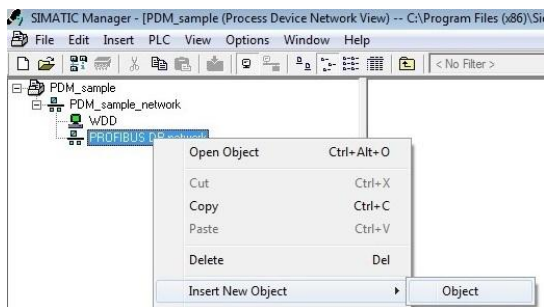 SIMATIC Manager - [PDM_sample (Process Device Network View) -- C:\Program Files (x86)\Sie
File Edit Insert PLC View Options Window Help
< No Filter >
PDM_sample
PDM_sample_network
WDD
PROFIBUS DP network
Open Object Ctrl+Alt+O
Cut Ctrl+X
Copy Ctrl+C
Paste Ctrl+V
Delete Del
Insert New Object Object